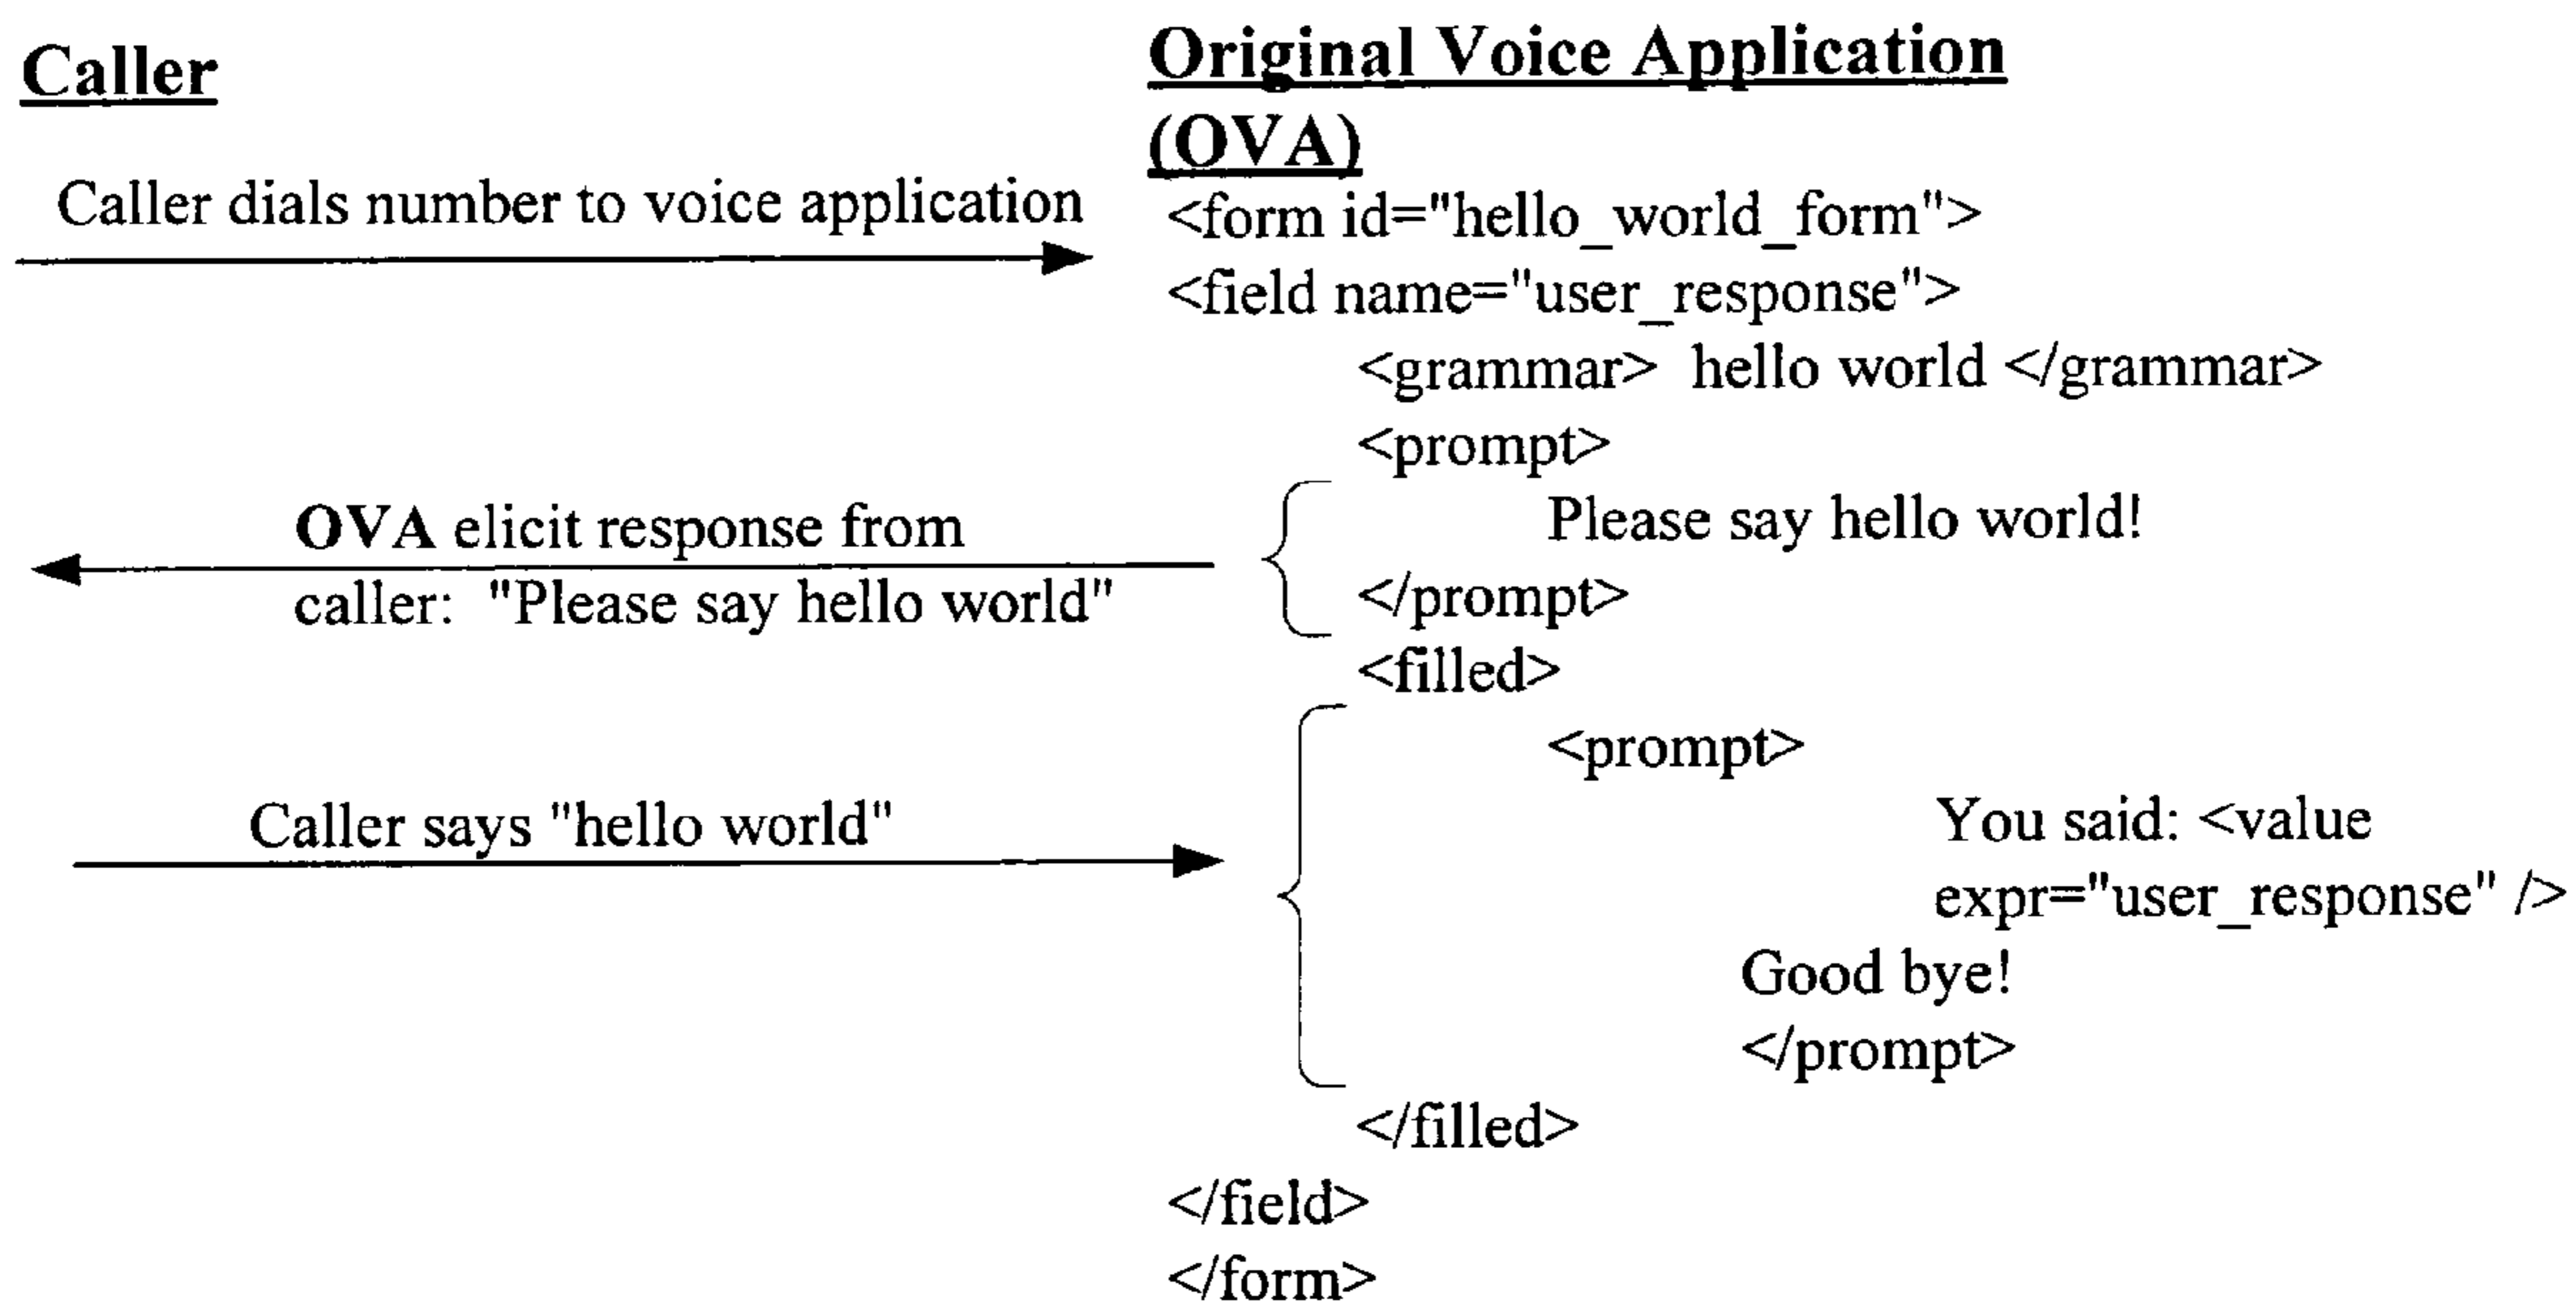 Caller
Original Voice Application
(OVA)
Caller dials number to voice application
<form id="hello_world_form">
<field name="user_response">
<grammar> hello world </grammar>
<prompt>
OVA elicit response from
caller: "Please say hello world"
Please say hello world!
</prompt>
<filled>
<prompt>
Caller says "hello world"
You said: <value
expr="user_response" />
Good bye!
</prompt>
</filled>
</field>
</form>